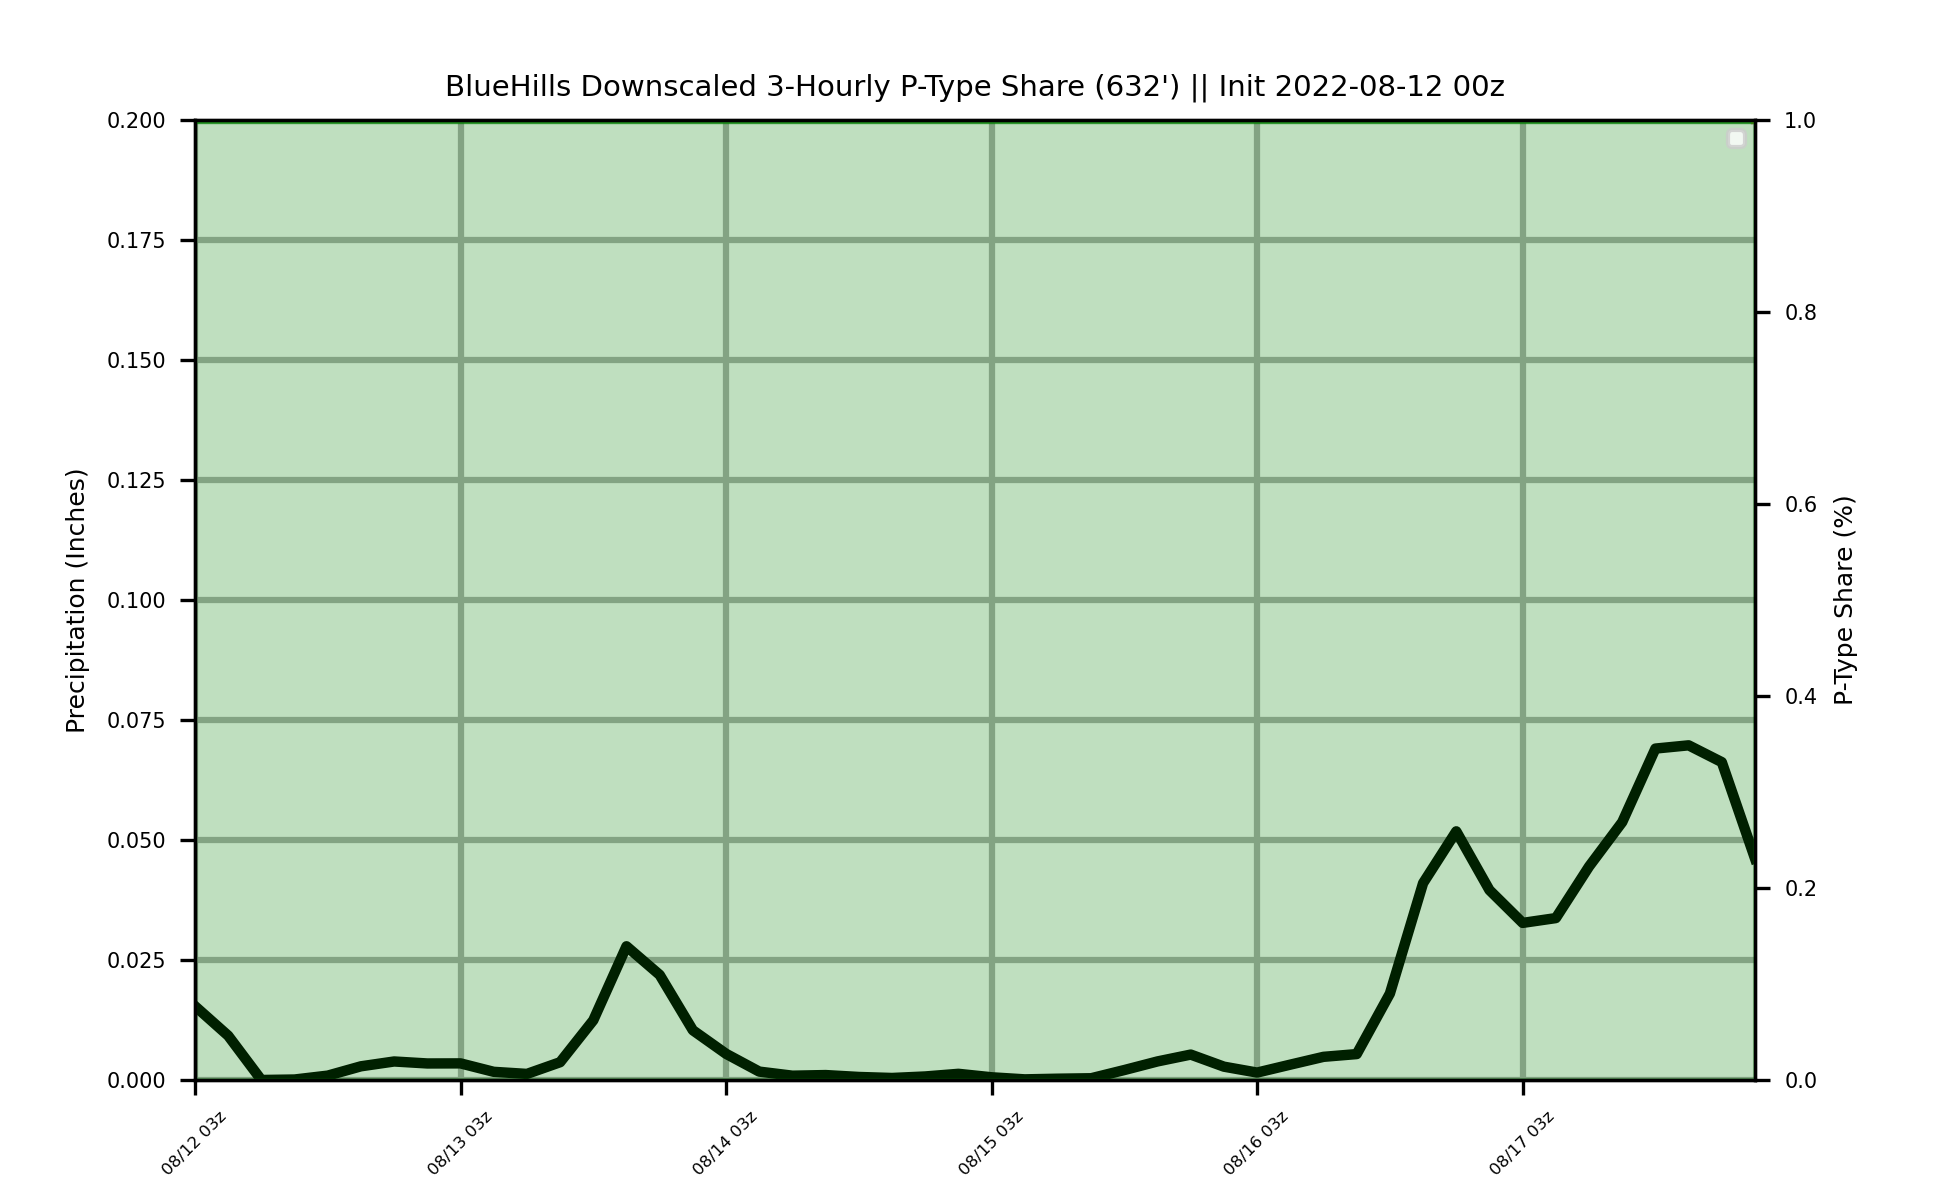 BlueHills Downscaled 3-Hourly P-Type Share (632') || Init 2022-08-12 00z
0.200
0.175
0.150
0.125
0.100
0.075
0.050
0.025
0.000
Precipitation (Inches)
1.0
0.8
0.6
0.4
0.2
0.0
P-Type Share (%)
08/12 03z
08/13 03z
08/14 03z
08/15 03z
08/16 03z
08/17 03z